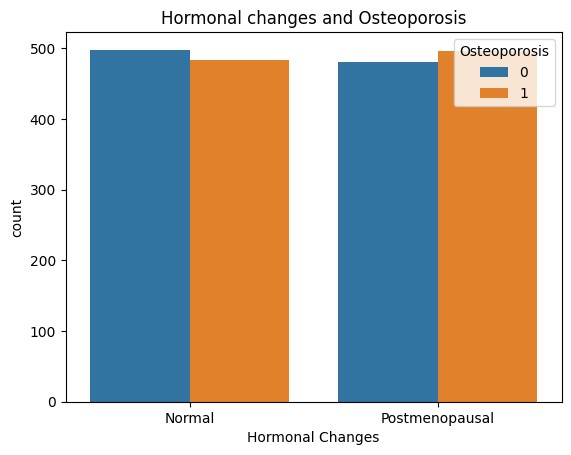 Hormonal changes and Osteoporosis
Osteoporosis
0
1
count
500
400
300
200
100
0
Normal
Postmenopausal
Hormonal Changes